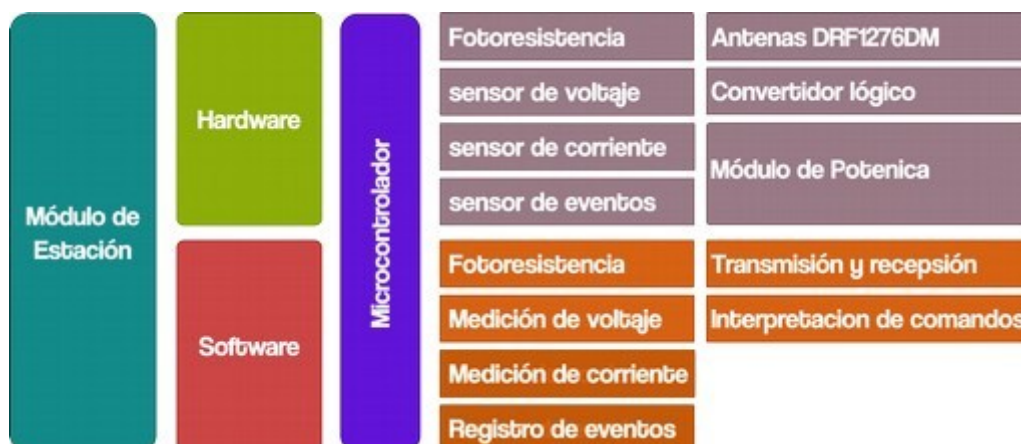 Módulo de
Estación
Hardware
Software
Microcontrolador
Fotoresistencia
sensor de voltaje
sensor de corriente
sensor de eventos
Antenas DRF1276DM
Convertidor lógico
Módulo de Potenica
Fotoresistencia
Medición de voltaje
Medición de corriente
Registro de eventos
Transmisión y recepsión
Interpretacion de comandos